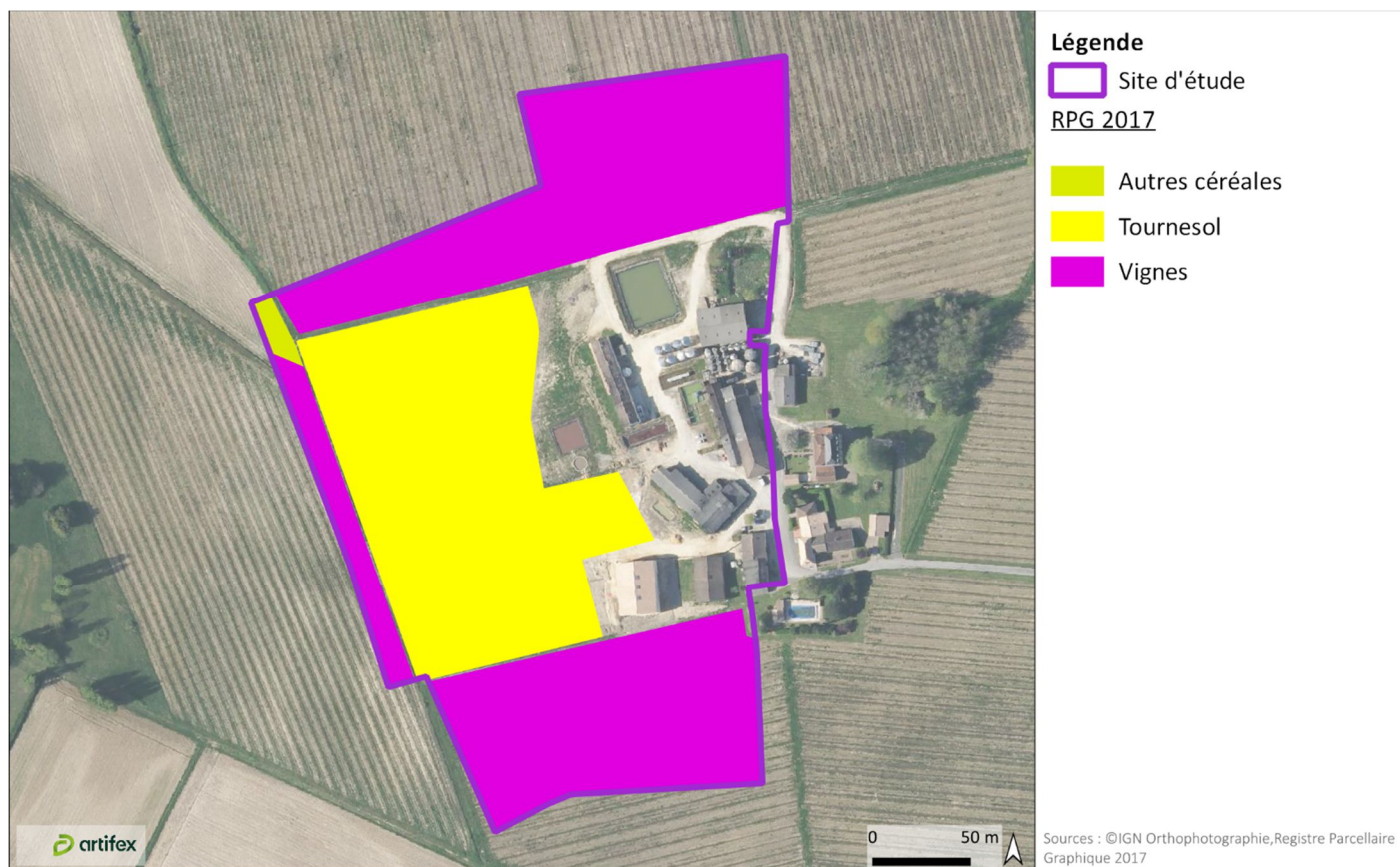 Légende
Site d'étude
RPG 2017
Autres céréales
Tournesol
Vignes
artifex
0 50 m
Sources : ©IGN Orthophotographie,Registre Parcellaire
Graphique 2017